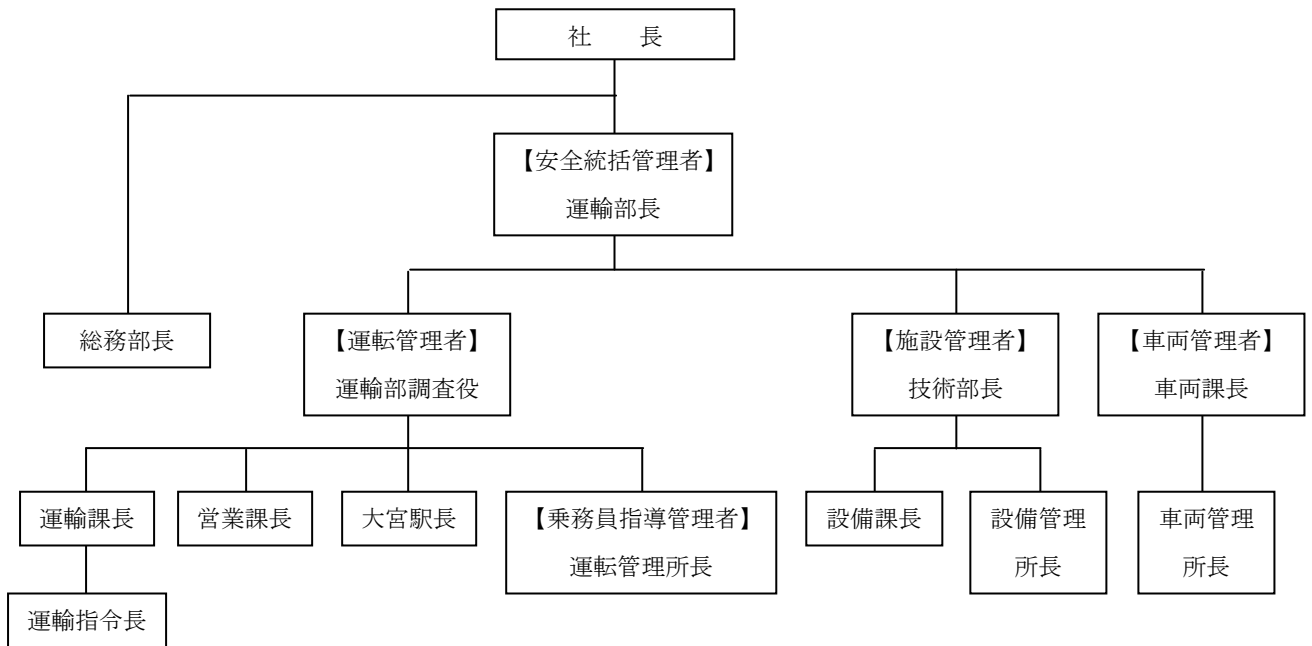 社　　長
【安全統括管理者】
運輸部長
総務部長
【運転管理者】
運輸部調査役
【施設管理者】
技術部長
【車両管理者】
車両課長
運輸課長
営業課長
大宮駅長
【乗務員指導管理者】
運転管理所長
設備課長
設備管理
所長
車両管理
所長
運輸指令長